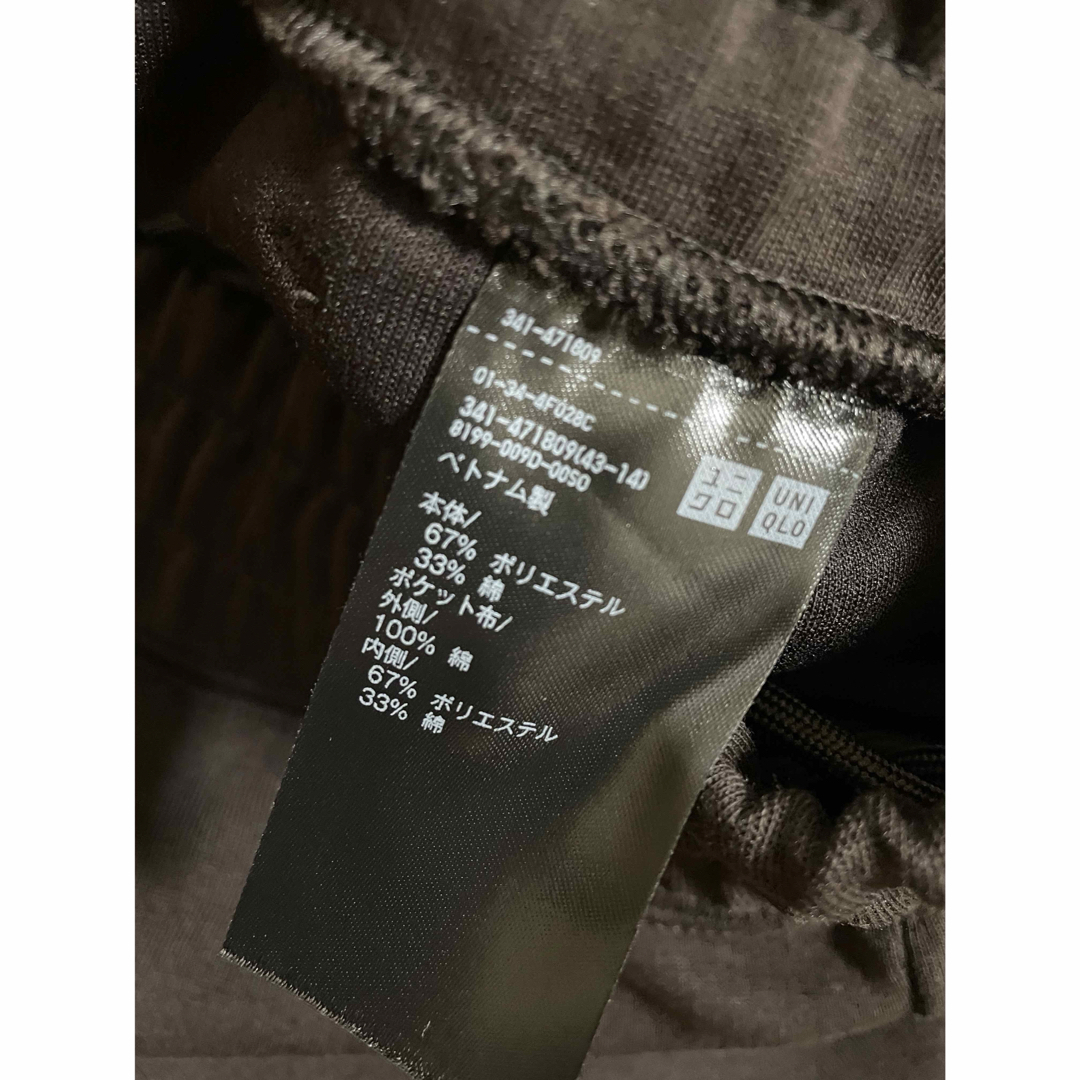 341-471809
01-3A-4F028C
341-471809(43-14)
8199-009D-00SO
ベトナム製
ユニ
クロ
UNI
QLO
本体/
67% ポリエステル
33% 綿
ポケット布/
外側/
100% 綿
内側/
67% ポリエステル
33% 綿